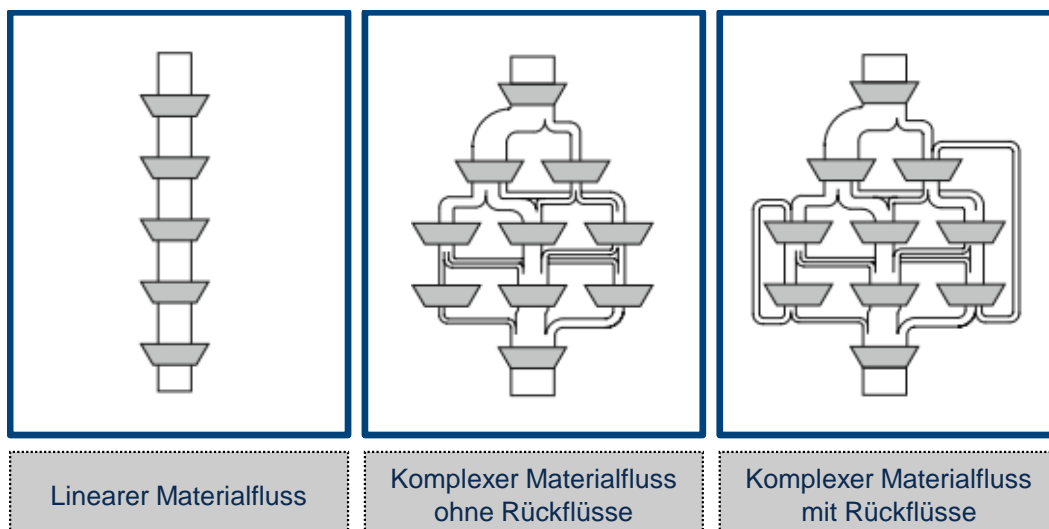 Linearer Materialfluss
Komplexer Materialfluss
ohne Rückflüsse
Komplexer Materialfluss
mit Rückflüsse